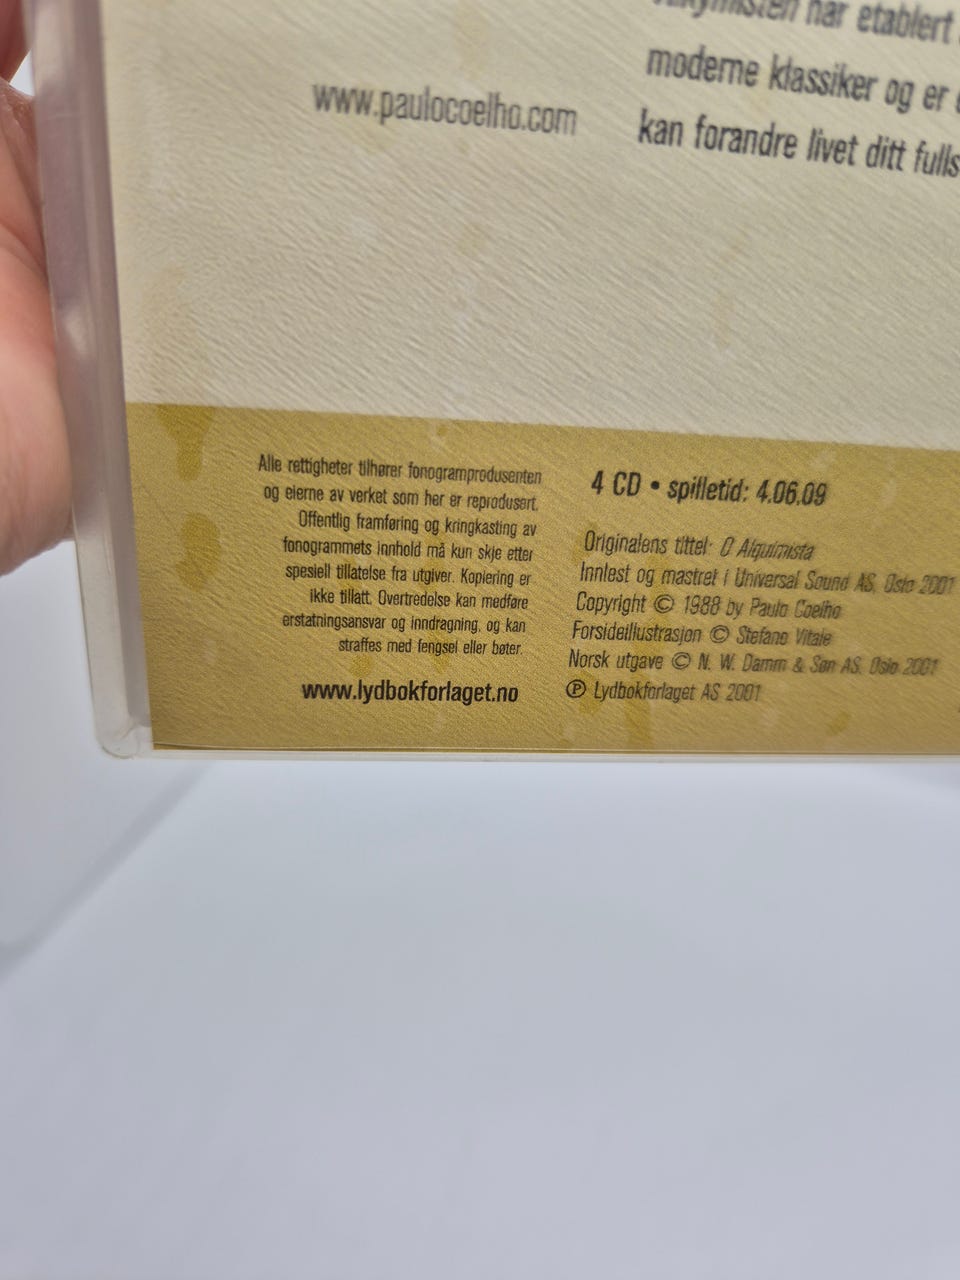 har etablert
moderne klassiker og er
kan forandre livet ditt
www.paulocoelho.com
Alle rettigheter tilhører fonogramprodusenten
og eierne av verket som her er reprodusert.
Offentlig framføring og kringkasting av
fonogrammets innhold må kun skje etter
spesiell tillatelse fra utgiver. Kopiering er
ikke tillatt. Overtredelse kan medføre
erstatningsansvar og inndragning, og kan
straffes med fengsel eller bøter.
www.lydbokforlaget.no
4 CD • spilletid: 4.06.09
Originalens tittel: O Alquimista
Innlest og mastret i Universal Sound AS, Oslo 2001
Copyright © 1988 by Paulo Coelho
Forsideillustrasjon © Stefano Vitale
Norsk utgave © N. W. Damm & Søn AS, Oslo 2001
℗ Lydbokforlaget AS 2001